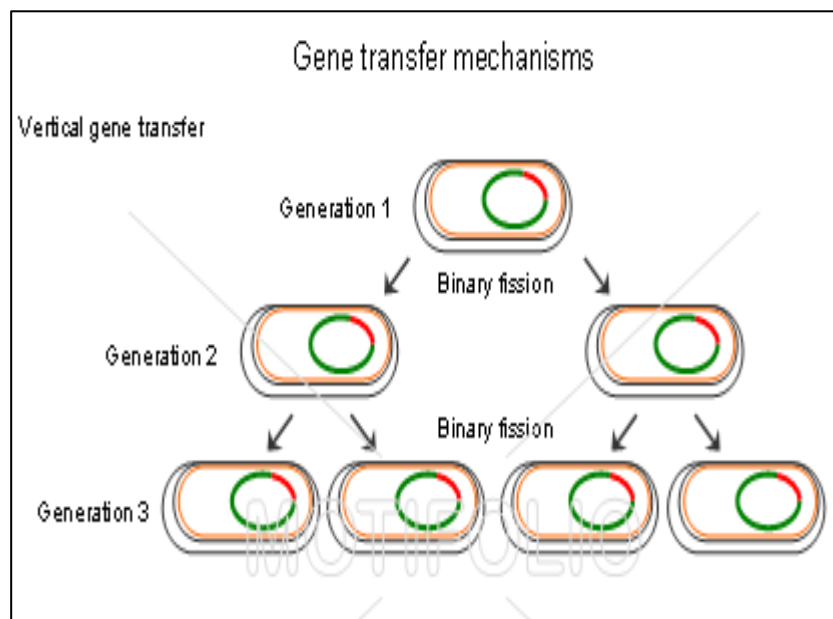 Gene transfer mechanisms
Vertical gene transfer
Generation 1
Binary fission
Generation 2
Binary fission
Generation 3
MOTIFOLIO